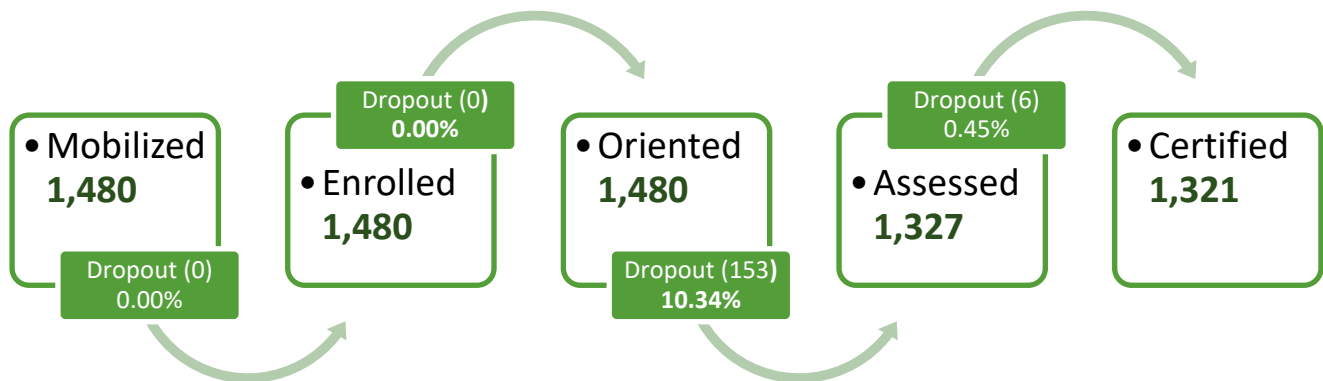 • Mobilized
1,480
Dropout (0)
0.00%
Dropout (0)
0.00%
• Enrolled
1,480
• Oriented
1,480
Dropout (153)
10.34%
Dropout (6)
0.45%
• Assessed
1,327
• Certified
1,321